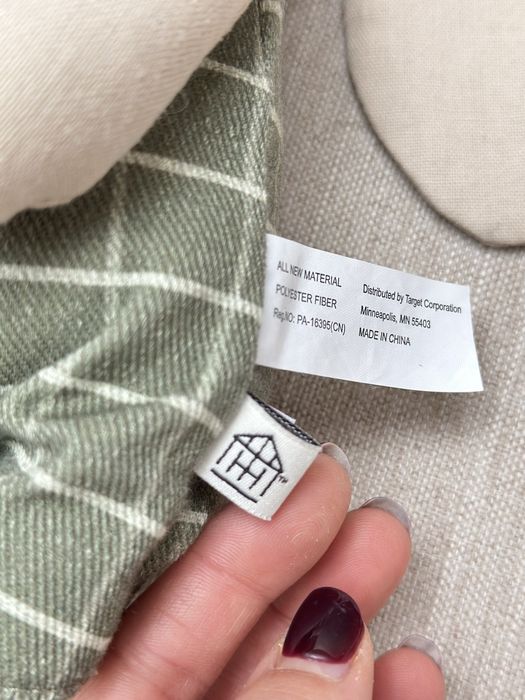 ALL NEW MATERIAL
POLYESTER FIBER
Reg.NO: PA-16395(CN)
Distributed by Target Corporation
Minneapolis, MN 55403
MADE IN CHINA
TM